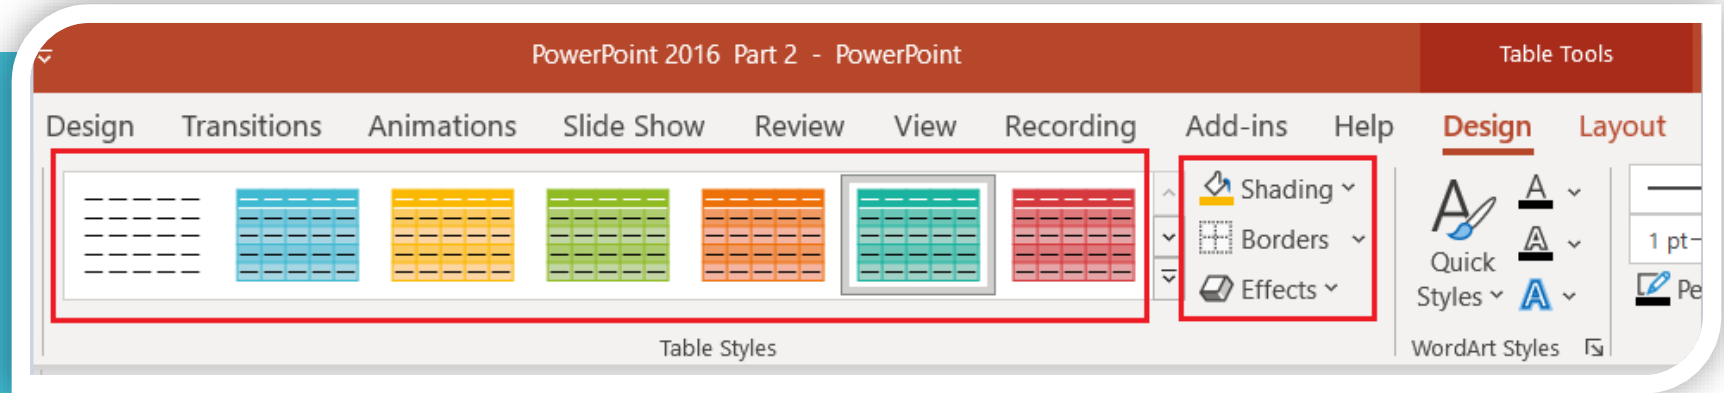 PowerPoint 2016 Part 2 - PowerPoint
Table Tools
Design Transitions Animations Slide Show Review View Recording Add-ins Help Design Layout
Shading
Borders
Effects
Table Styles
A
Quick
Styles
A
A
A
WordArt Styles
1 pt
Pe